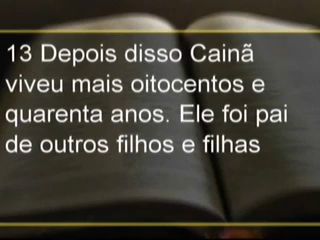 13 Depois disso Cainã
viveu mais oitocentos e
quarenta anos. Ele foi pai
de outros filhos e filhas